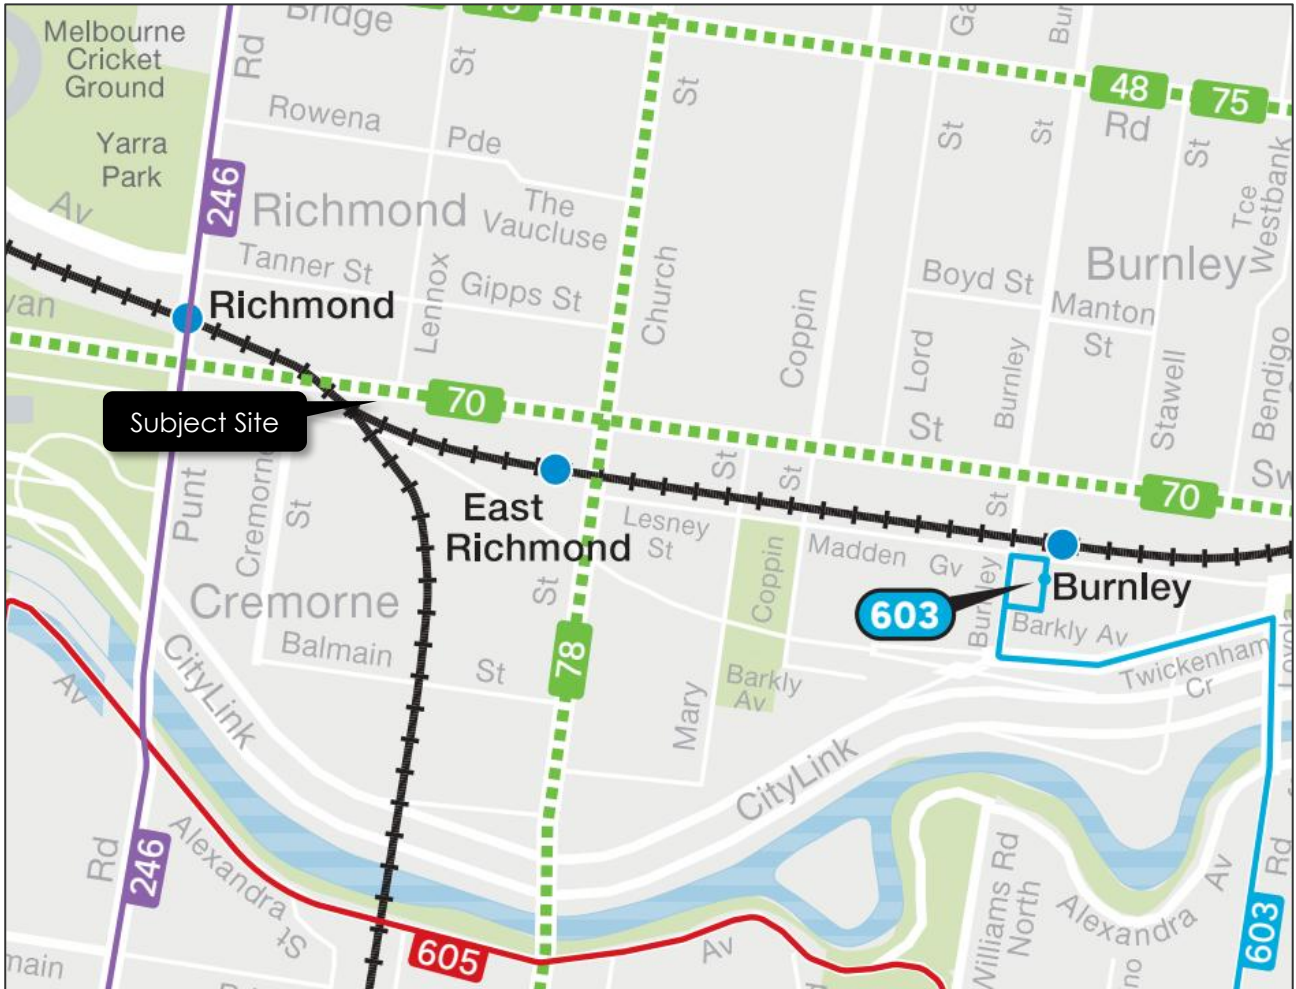 Bridge
75
Melbourne
Cricket
Ground
Rd
St
St
48
75
Rd
Rowena
Pde
St
St
St
Yarra
Park
Av
246
Richmond
The
Vaucluse
Tce
Westbank
Burnley
Tanner St
Gipps St
Lennox
Church
Coppin
Boyd St
Manton
St
Richmond
Lord
Burnley
Stawell
Bendigo
70
St
Subject Site
70
Punt
Cremorne
St
East
Richmond
Lesney
St
St
St
St
Coppin
Madden
Gv
Burnley
Burnley
603
Barkly Av
Twickenham
Cr
Cremorne
Balmain
St
St
78
Mary
Barkly
Av
CityLink
Av
CityLink
Rd
246
Alexandra
St
605
Av
Williams Rd
North
Alexandra
Av
Rd
603